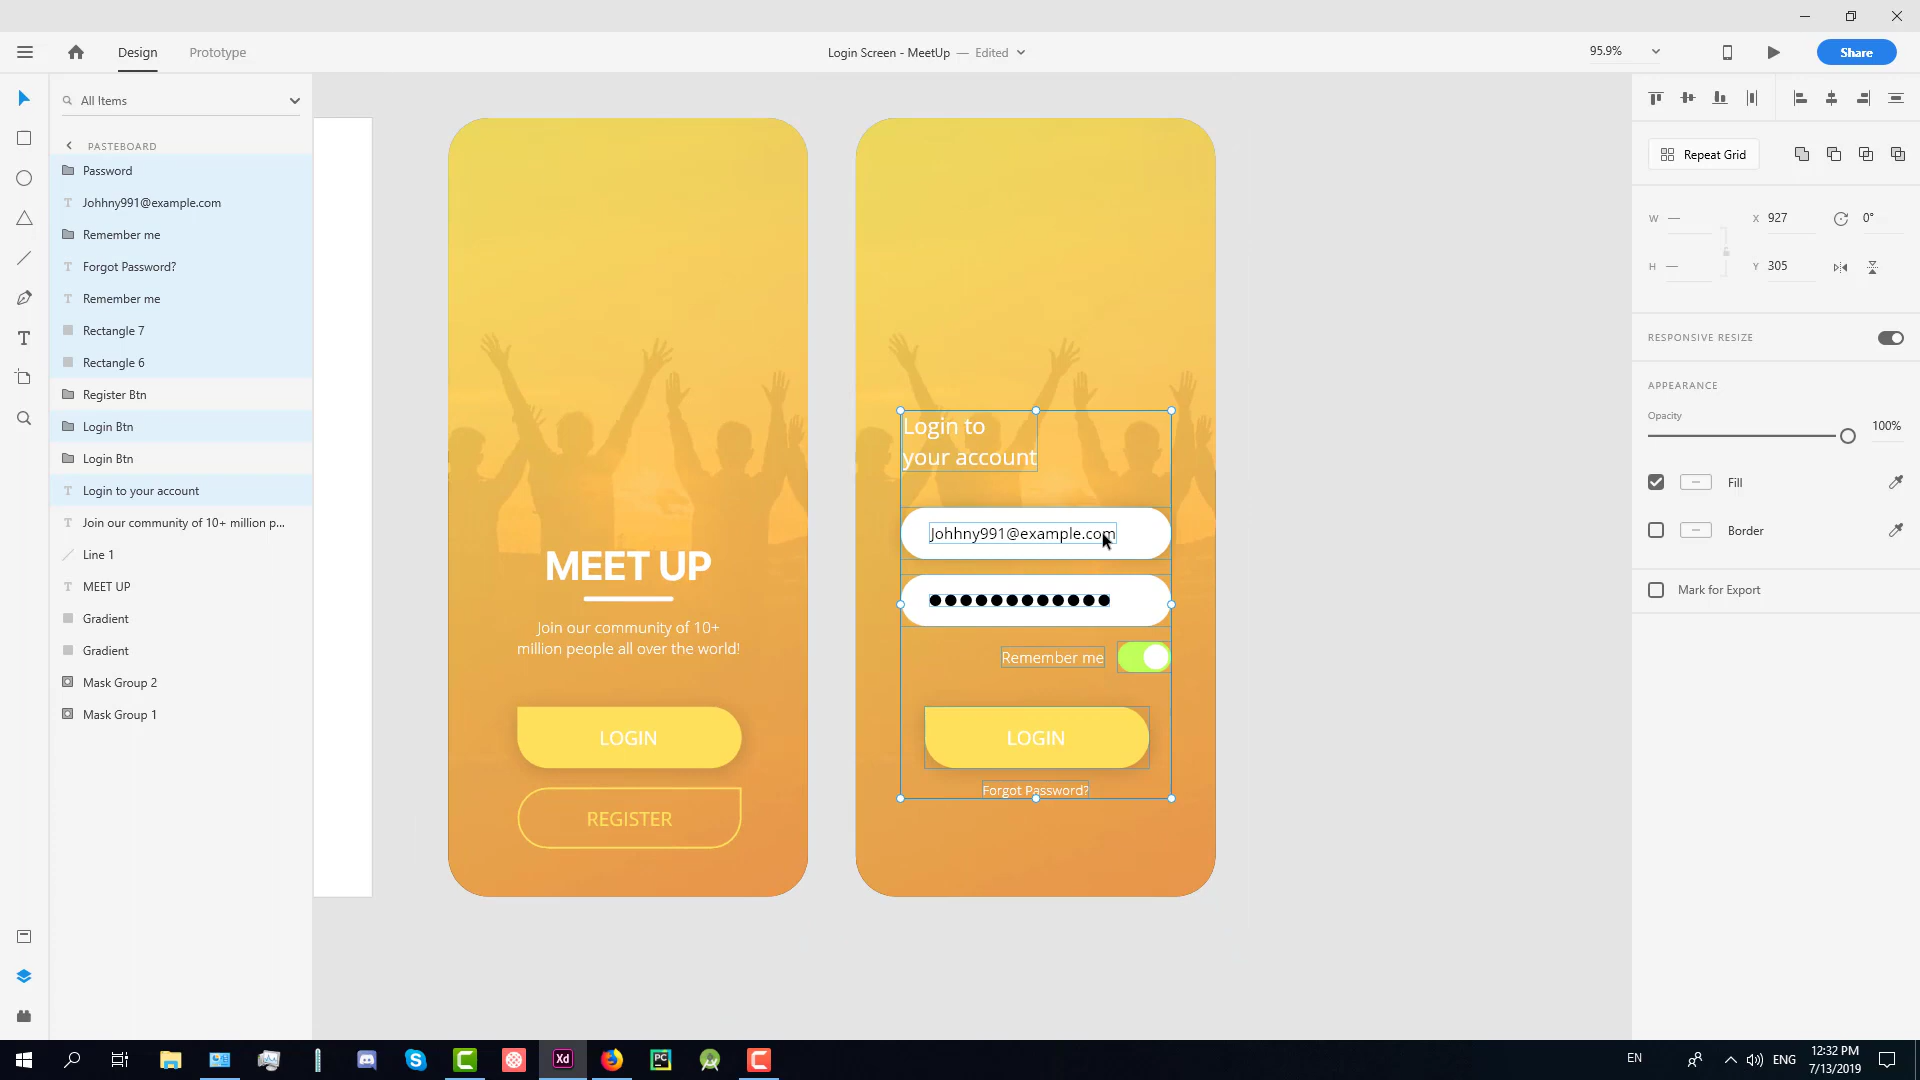 Design
Prototype
Login Screen - MeetUp — Edited
95.9%
Share
All Items
PASTEBOARD
Password
Johhny991@example.com
Remember me
Forgot Password?
Remember me
Rectangle 7
Rectangle 6
Register Btn
Login Btn
Login Btn
Login to your account
Join our community of 10+ million p...
Line 1
MEET UP
Gradient
Gradient
Mask Group 2
Mask Group 1
MEET UP
Join our community of 10+
million people all over the world!
LOGIN
REGISTER
Login to
your account
Johhny991@example.com
Remember me
LOGIN
Forgot Password?
Repeat Grid
W —
X 927
0°
H —
Y 305
RESPONSIVE RESIZE
APPEARANCE
Opacity
100%
Fill
Border
Mark for Export
Xd
PC
EN
ENG
12:32 PM
7/13/2019